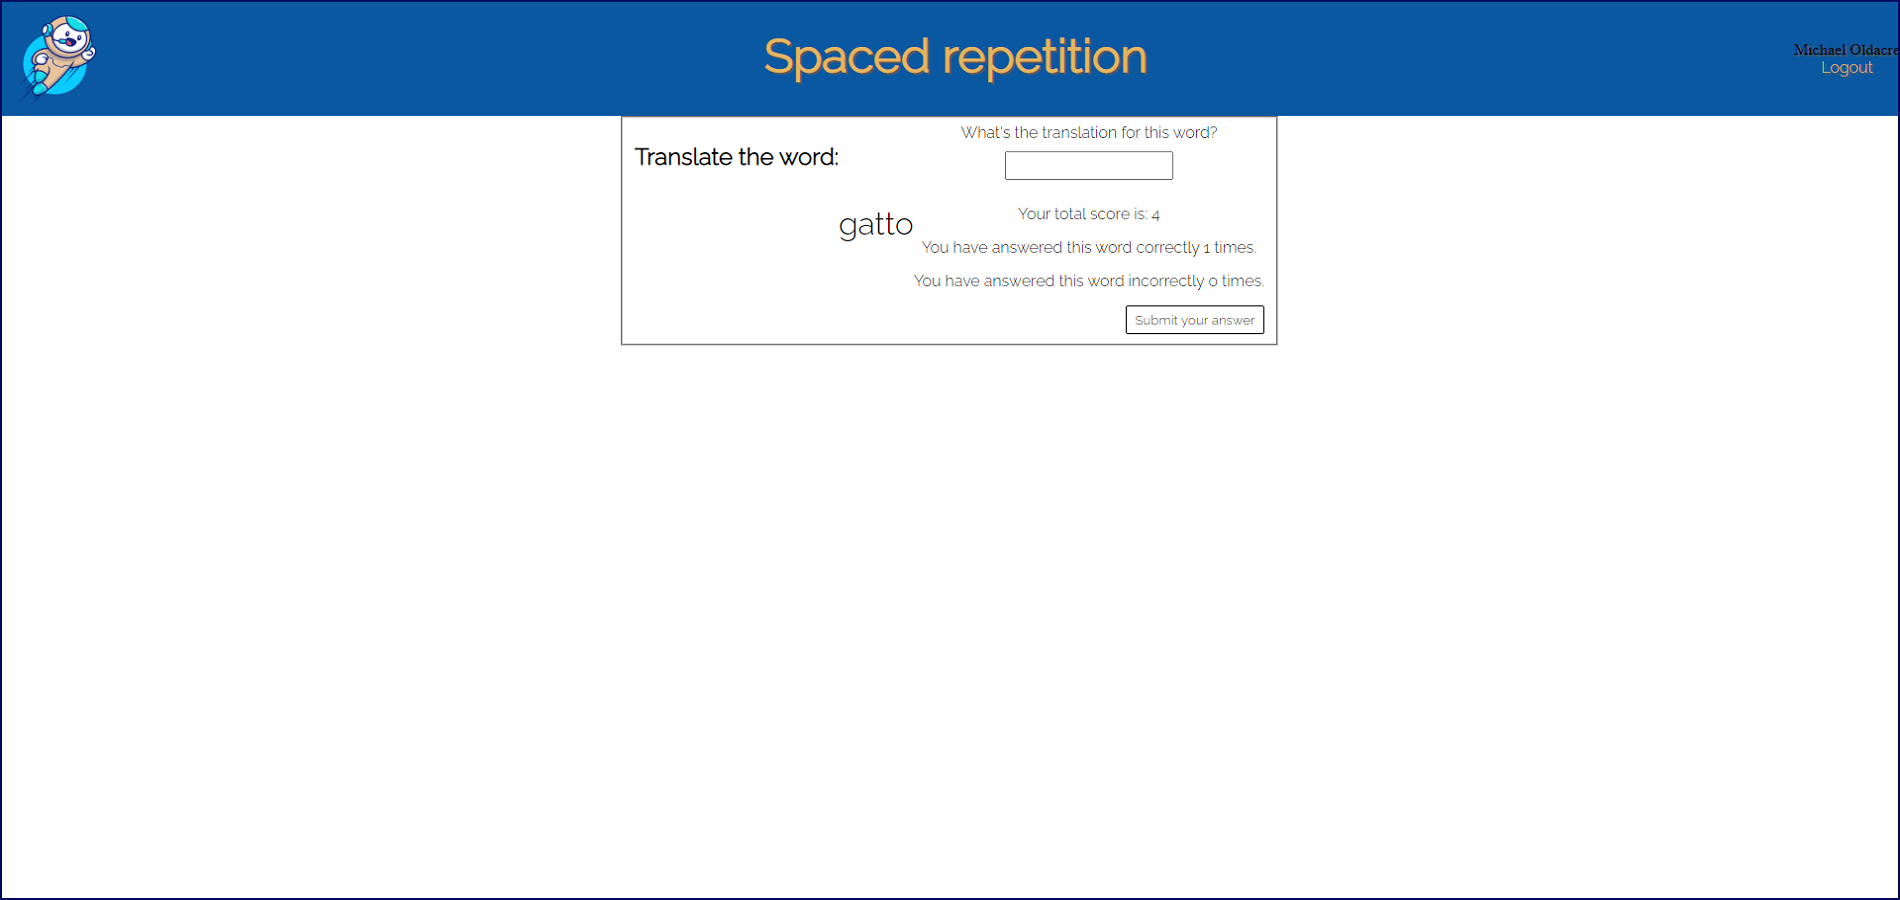 Spaced repetition
Michael Oldacre
Logout
Translate the word:
gatto
What's the translation for this word?
Your total score is: 4
You have answered this word correctly 1 times.
You have answered this word incorrectly 0 times.
Submit your answer